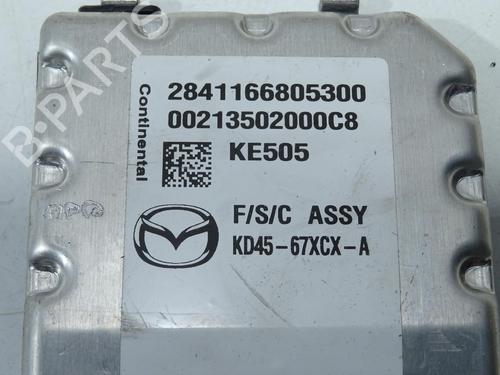 B-PARTS
Continental
2841166805300
00213502000C8
KE505
F/S/C ASSY
KD45-67XCX-A